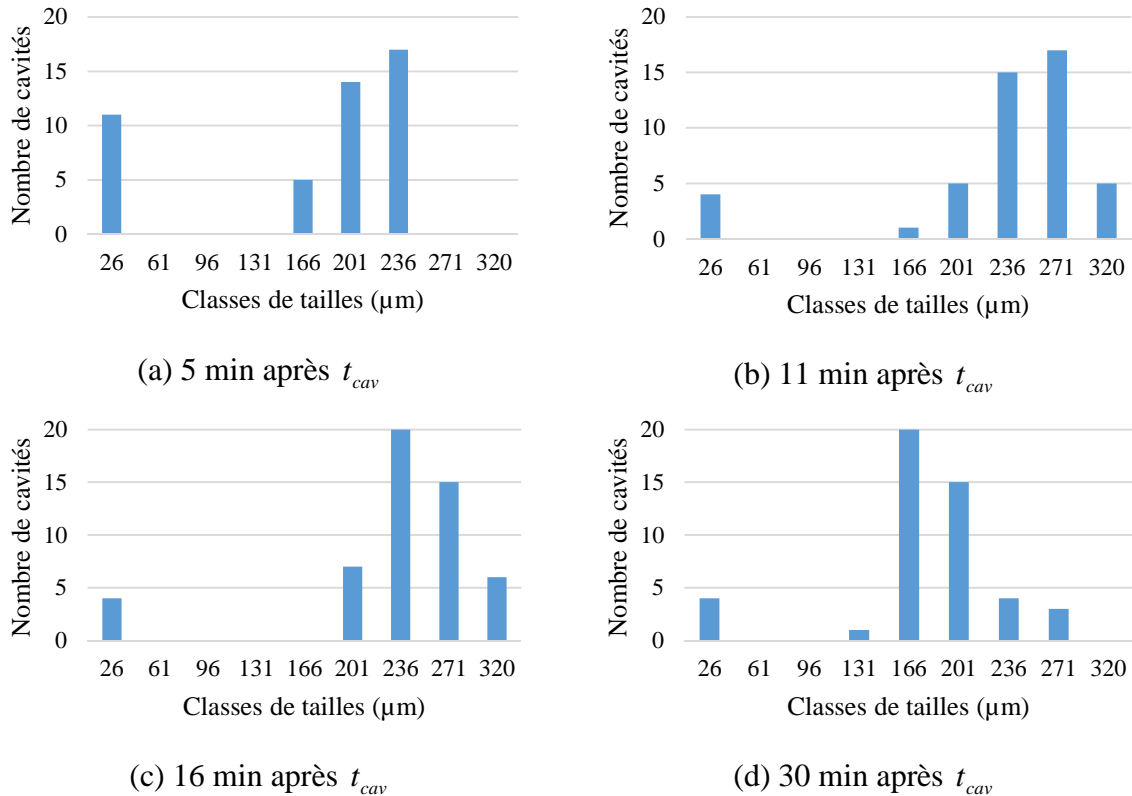 20
15
10
5
0
Nombre de cavités
26 61 96 131 166 201 236 271 320
Classes de tailles (µm)
(a) 5 min après t_cav
20
15
10
5
0
Nombre de cavités
26 61 96 131 166 201 236 271 320
Classes de tailles (µm)
(b) 11 min après t_cav
20
15
10
5
0
Nombre de cavités
26 61 96 131 166 201 236 271 320
Classes de tailles (µm)
(c) 16 min après t_cav
20
15
10
5
0
Nombre de cavités
26 61 96 131 166 201 236 271 320
Classes de tailles (µm)
(d) 30 min après t_cav